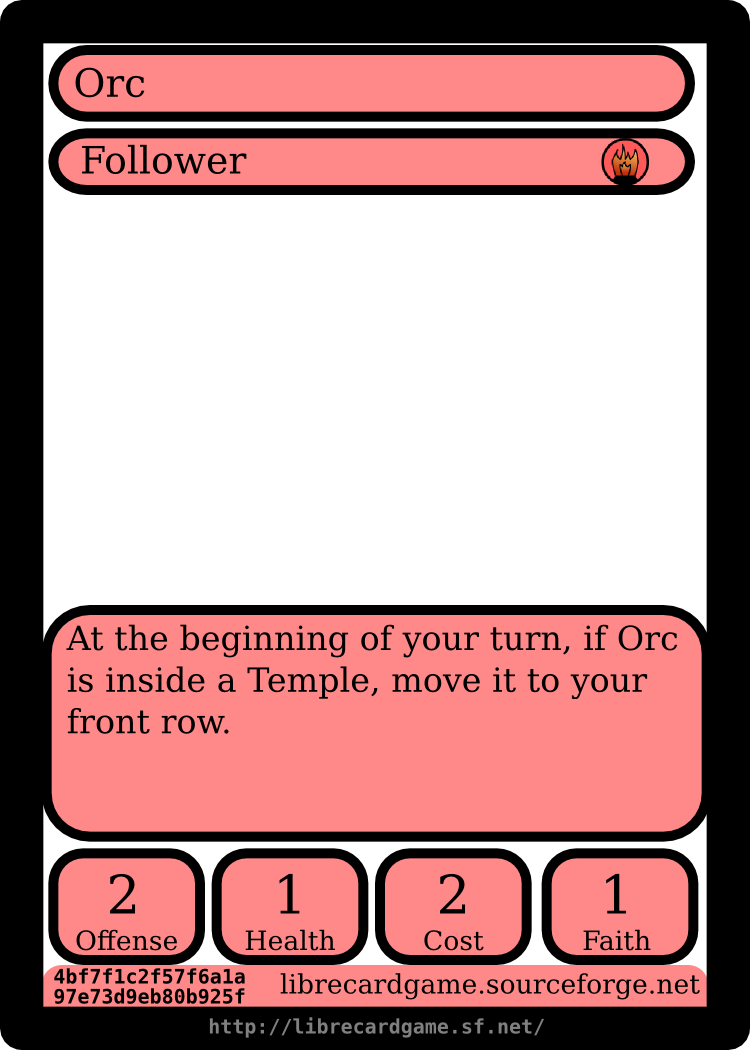 Orc
Follower
At the beginning of your turn, if Orc
is inside a Temple, move it to your
front row.
2 1 2 1
Offense Health Cost Faith
4bf7f1c2f57f6a1a
97e73d9eb80b925f
librecardgame.sourceforge.net
http://librecardgame.sf.net/